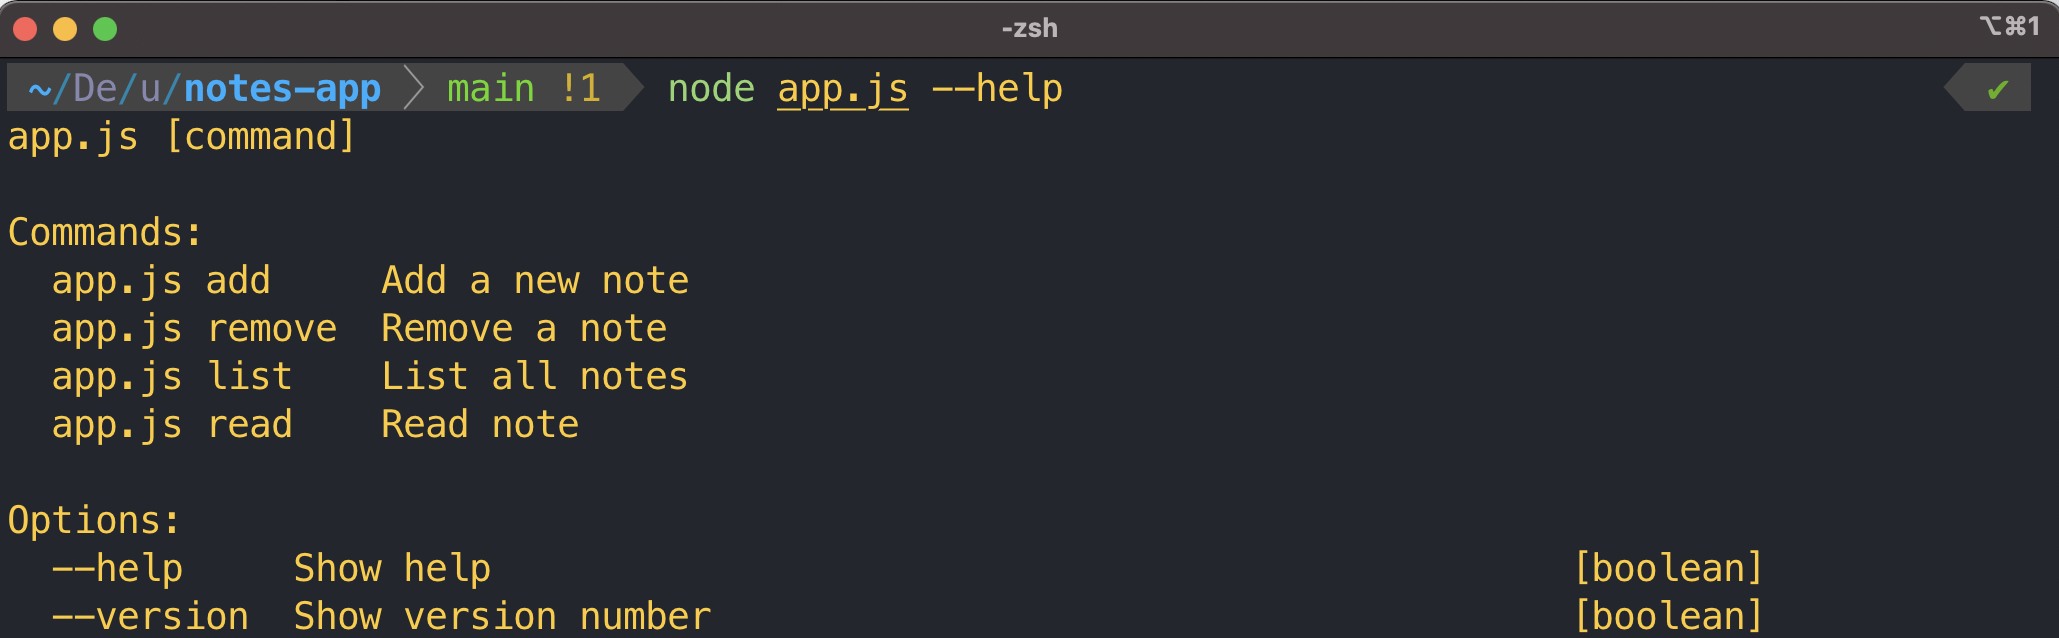 -zsh ⌥⌘1
~/De/u/notes-app main !1 node app.js --help ✔
app.js [command]
Commands:
app.js add Add a new note
app.js remove Remove a note
app.js list List all notes
app.js read Read note
Options:
--help Show help [boolean]
--version Show version number [boolean]